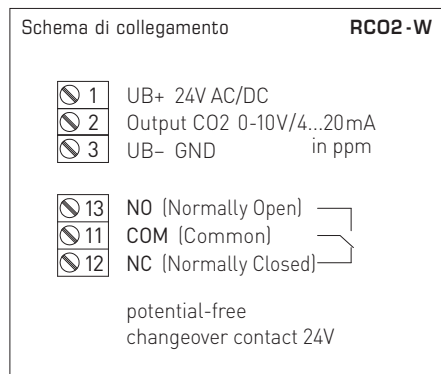 Schema di collegamento RCO2-W
1 UB+ 24V AC/DC
2 Output CO2 0-10V/4...20mA
3 UB– GND in ppm
13 NO (Normally Open)
11 COM (Common)
12 NC (Normally Closed)
potential-free
changeover contact 24V